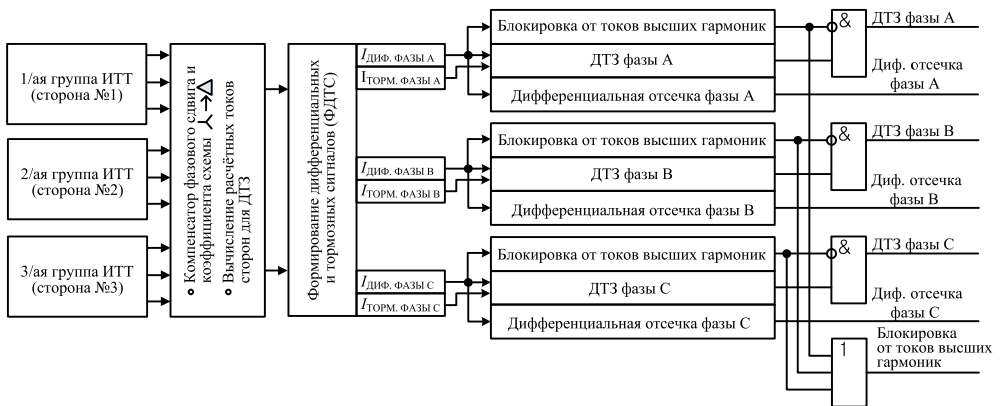 1/ая группа ИТТ
(сторона №1)
2/ая группа ИТТ
(сторона №2)
3/ая группа ИТТ
(сторона №3)
Компенсатор фазового сдвига и
коэффициента схемы
Вычисление расчётных токов
сторон для ДТЗ
Формирование дифференциальных
и тормозных сигналов (ФДТС)
IДИФ. ФАЗЫ А
IТОРМ. ФАЗЫ А
IДИФ. ФАЗЫ В
IТОРМ. ФАЗЫ В
IДИФ. ФАЗЫ С
IТОРМ. ФАЗЫ С
Блокировка от токов высших гармоник
ДТЗ фазы А
Дифференциальная отсечка фазы А
Блокировка от токов высших гармоник
ДТЗ фазы В
Дифференциальная отсечка фазы В
Блокировка от токов высших гармоник
ДТЗ фазы С
Дифференциальная отсечка фазы С
&
ДТЗ фазы А
Диф. отсечка
фазы А
&
ДТЗ фазы В
Диф. отсечка
фазы В
&
ДТЗ фазы С
Диф. отсечка
фазы С
1
Блокировка
от токов высших
гармоник